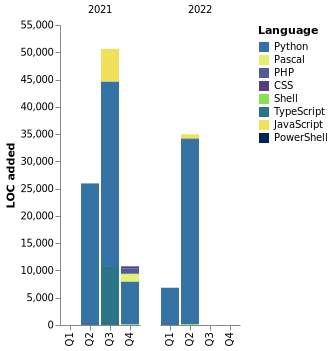 2021 2022
Language
Python
Pascal
PHP
CSS
Shell
TypeScript
JavaScript
PowerShell
LOC added
55,000
50,000
45,000
40,000
35,000
30,000
25,000
20,000
15,000
10,000
5,000
0
Q1 Q2 Q3 Q4 Q1 Q2 Q3 Q4